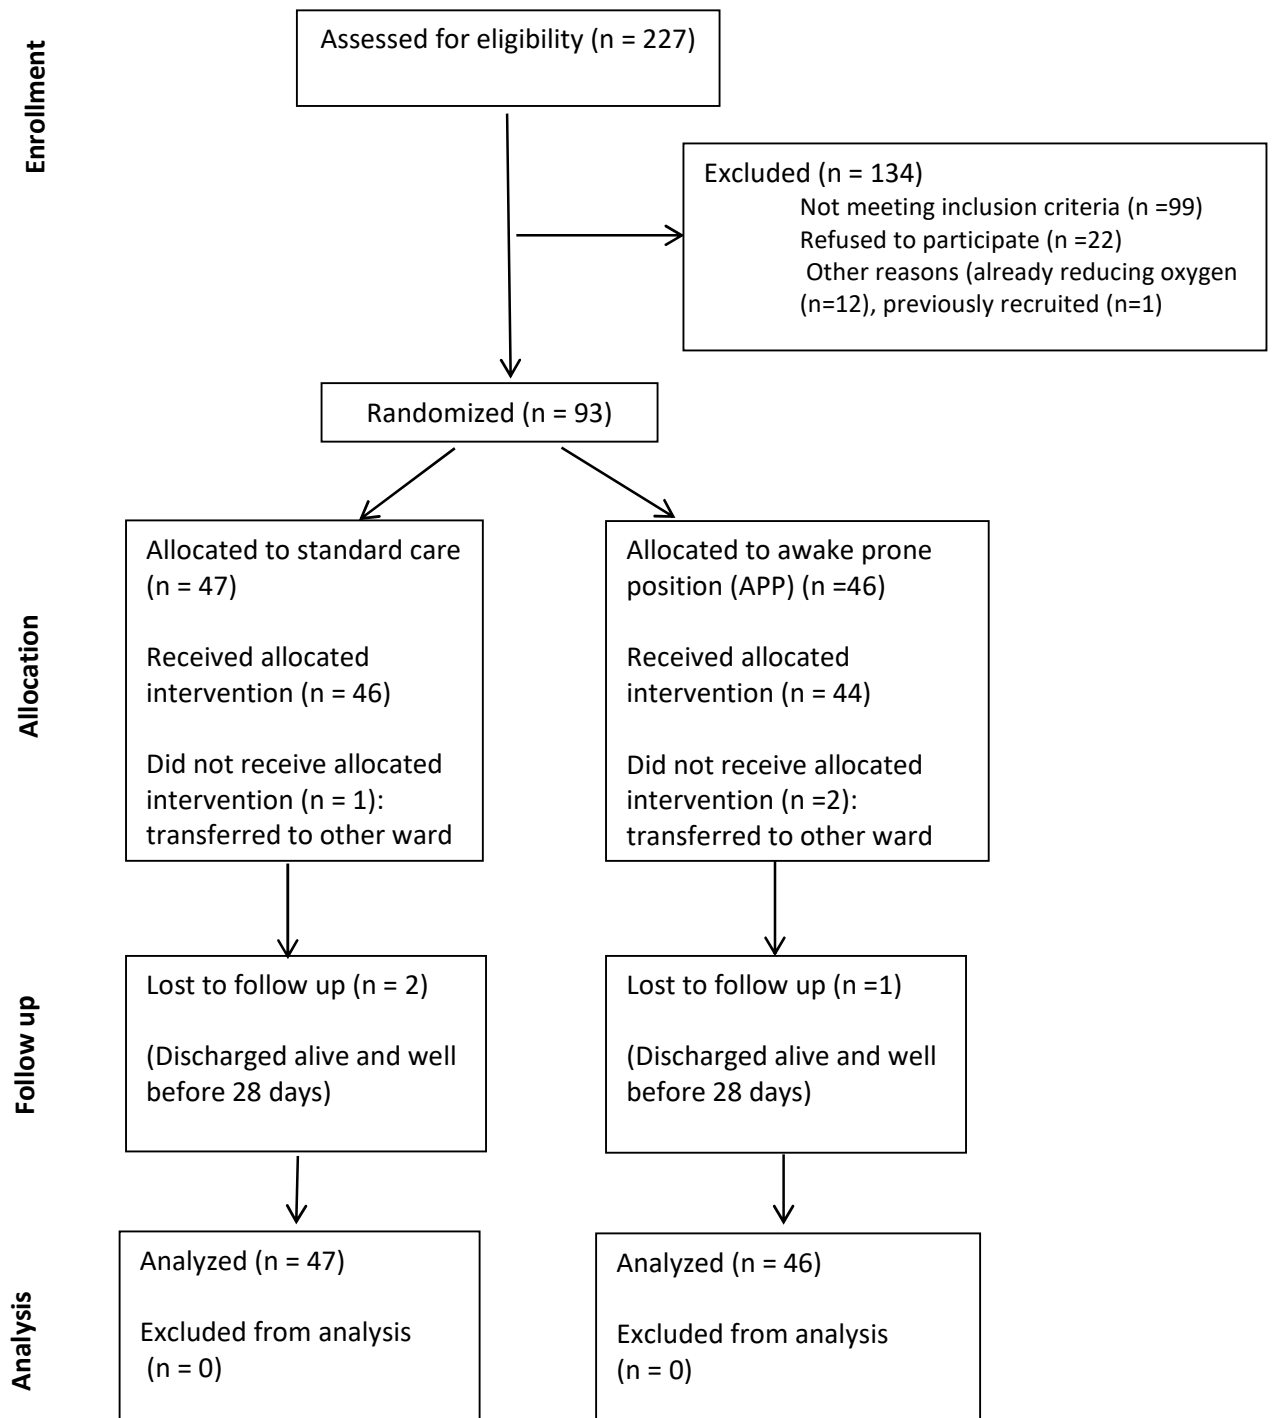 Enrollment
Assessed for eligibility (n = 227)
Excluded (n = 134)
Not meeting inclusion criteria (n =99)
Refused to participate (n =22)
Other reasons (already reducing oxygen
(n=12), previously recruited (n=1)
Randomized (n = 93)
Allocation
Allocated to standard care
(n = 47)
Received allocated
intervention (n = 46)
Did not receive allocated
intervention (n = 1):
transferred to other ward
Allocated to awake prone
position (APP) (n =46)
Received allocated
intervention (n = 44)
Did not receive allocated
intervention (n =2):
transferred to other ward
Follow up
Lost to follow up (n = 2)
(Discharged alive and well
before 28 days)
Lost to follow up (n =1)
(Discharged alive and well
before 28 days)
Analysis
Analyzed (n = 47)
Excluded from analysis
(n = 0)
Analyzed (n = 46)
Excluded from analysis
(n = 0)